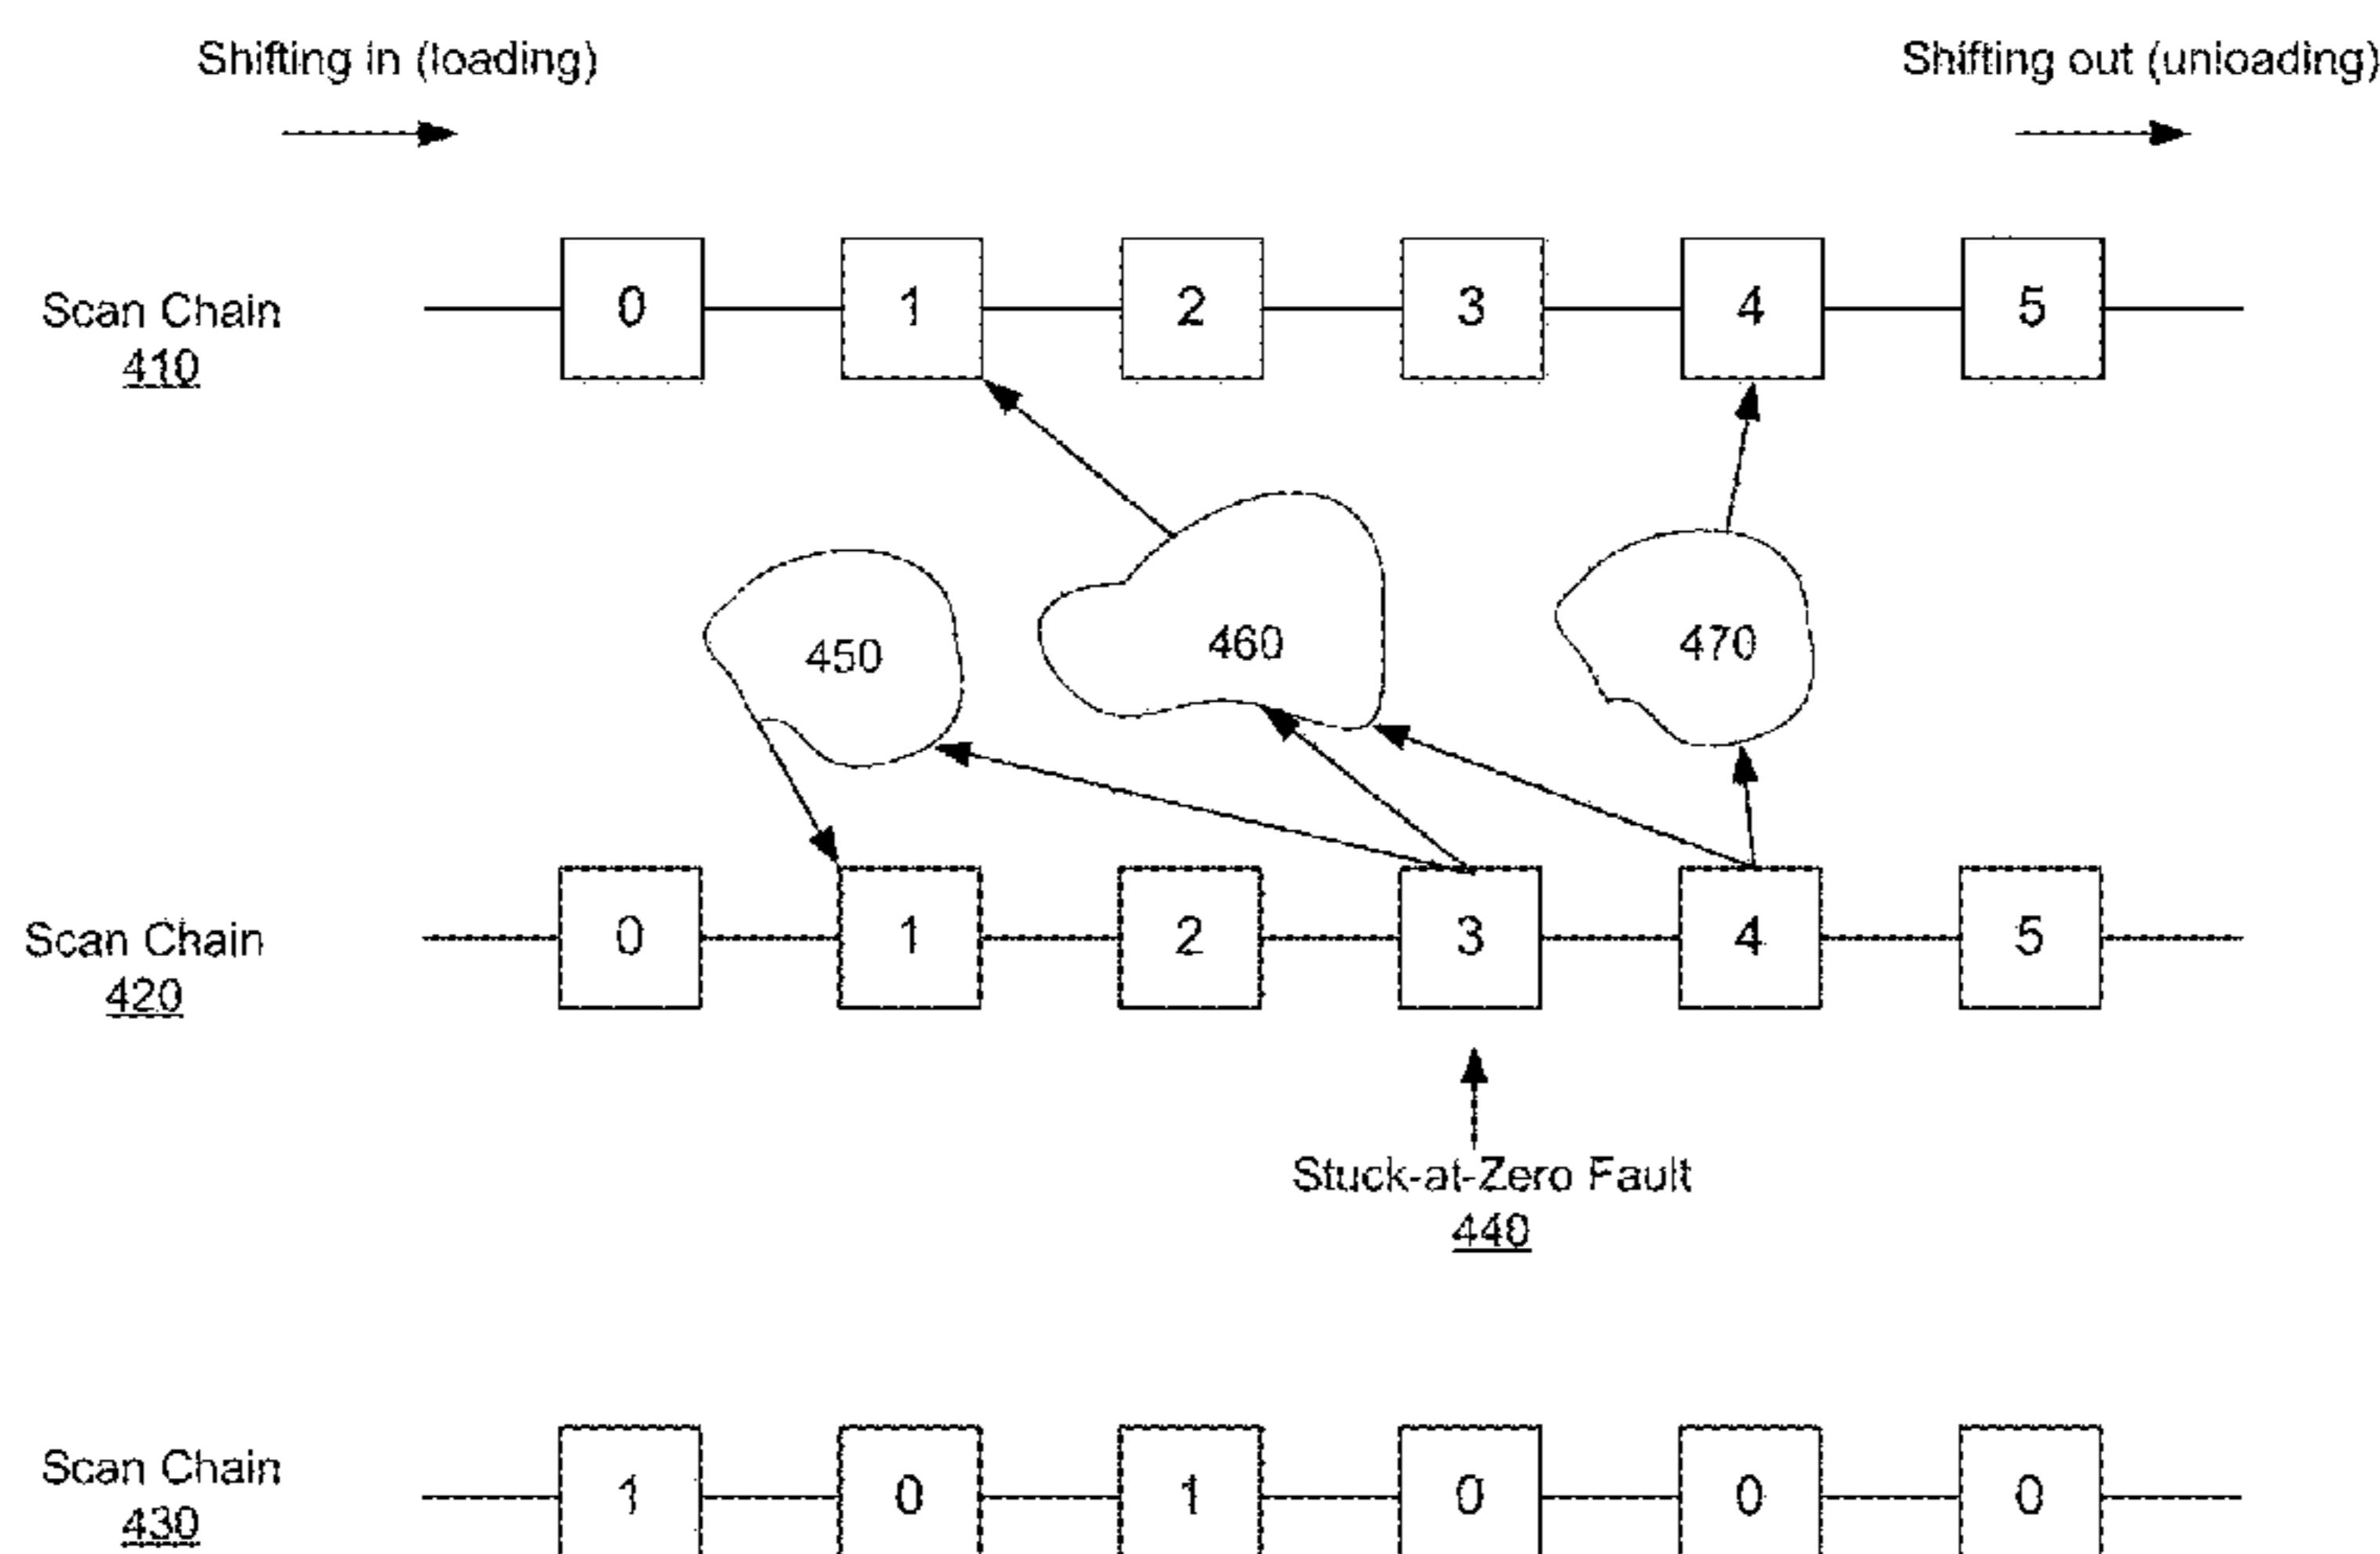 Shifting in (loading)
Shifting out (unloading)
Scan Chain
410
0 1 2 3 4 5
450
460
470
Scan Chain
420
0 1 2 3 4 5
Stuck-at-Zero Fault
440
Scan Chain
430
1 0 1 0 0 0